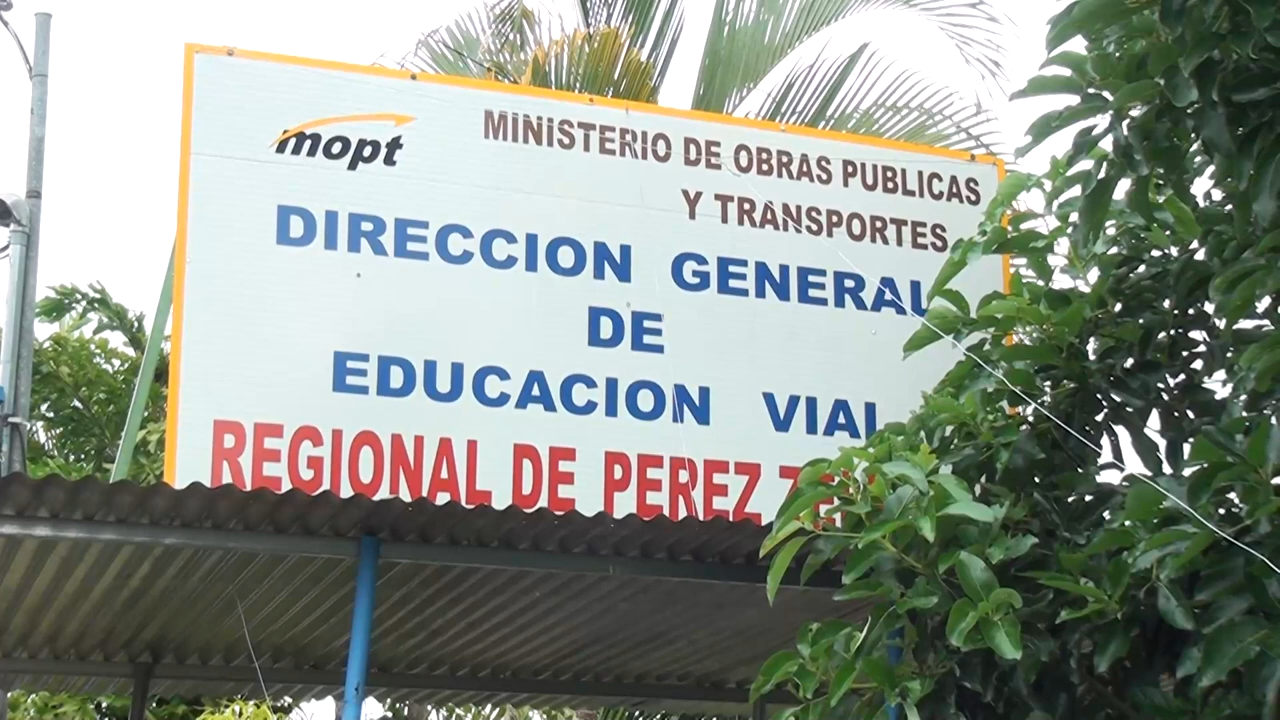 mopt
MINISTERIO DE OBRAS PUBLICAS
Y TRANSPORTES
DIRECCION GENERAL
DE
EDUCACION VIAL
REGIONAL DE PEREZ